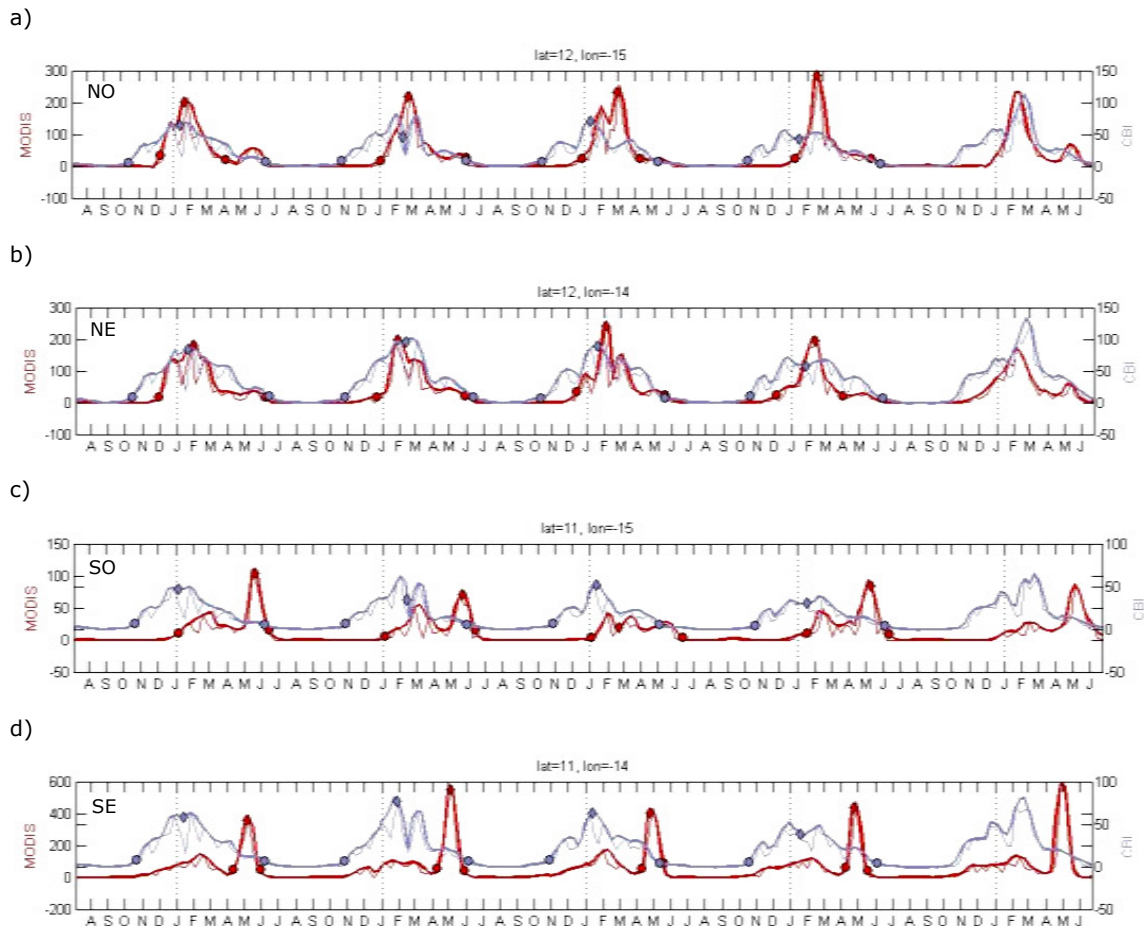 a)
lat=12, lon=-15
300
200
100
0
-100
MODIS
NO
150
100
50
0
-50
CBI
A S O N D J F M A M J J A S O N D J F M A M J J A S O N D J F M A M J J A S O N D J F M A M J J A S O N D J F M A M J
b)
lat=12, lon=-14
300
200
100
0
-100
MODIS
NE
150
100
50
0
-50
CBI
A S O N D J F M A M J J A S O N D J F M A M J J A S O N D J F M A M J J A S O N D J F M A M J J A S O N D J F M A M J
c)
lat=11, lon=-15
150
100
50
0
-50
MODIS
SO
100
50
0
-50
CBI
A S O N D J F M A M J J A S O N D J F M A M J J A S O N D J F M A M J J A S O N D J F M A M J J A S O N D J F M A M J
d)
lat=11, lon=-14
600
400
200
0
-200
MODIS
SE
100
50
0
-50
CBI
A S O N D J F M A M J J A S O N D J F M A M J J A S O N D J F M A M J J A S O N D J F M A M J J A S O N D J F M A M J